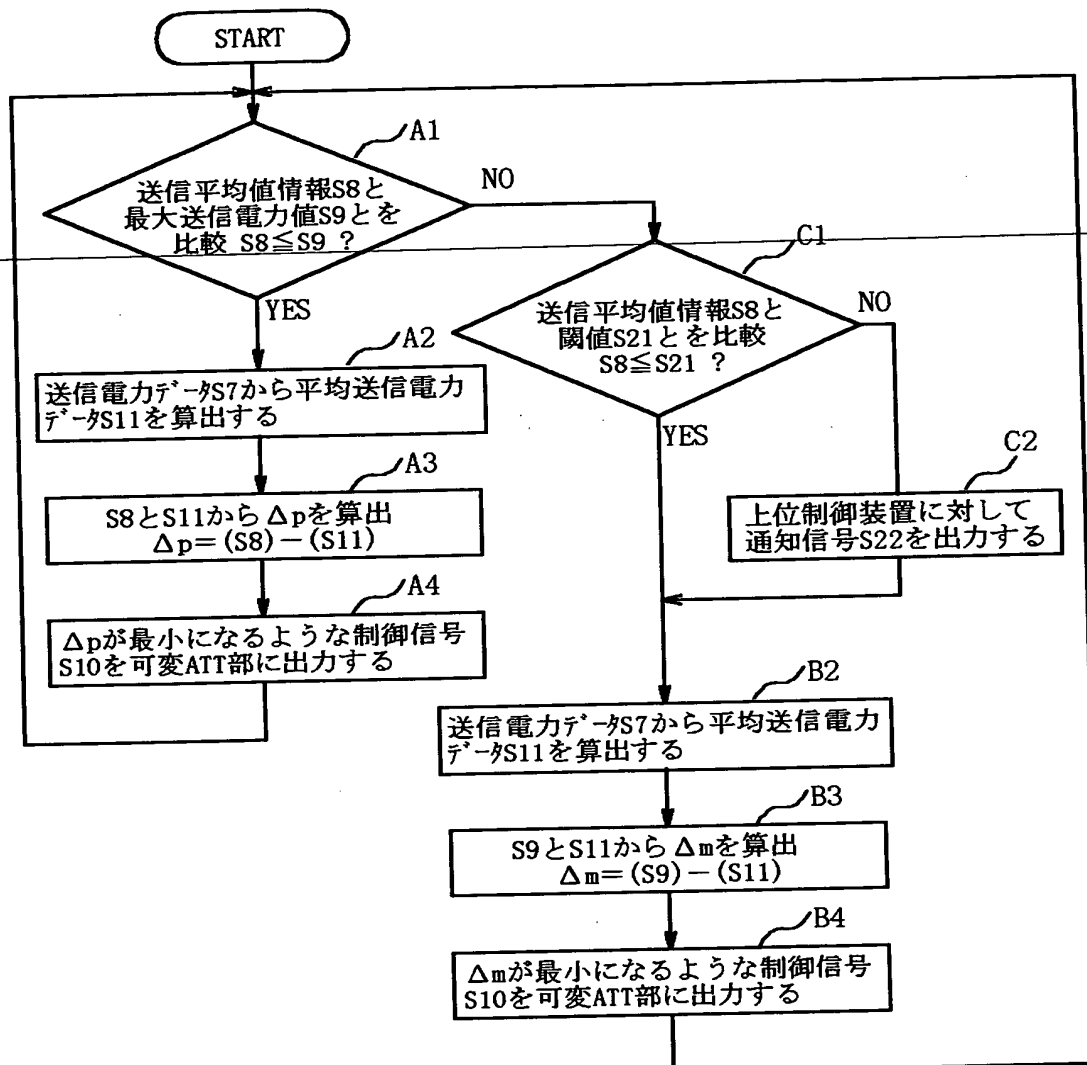 START
A1
送信平均値情報S8と
最大送信電力値S9とを
比較 S8≦S9 ?
NO
YES
A2
送信電力データS7から平均送信電力
データS11を算出する
A3
S8とS11からΔpを算出
Δp=(S8)-(S11)
A4
Δpが最小になるような制御信号
S10を可変ATT部に出力する
C1
送信平均値情報S8と
閾値S21とを比較
S8≦S21 ?
NO
YES
C2
上位制御装置に対して
通知信号S22を出力する
B2
送信電力データS7から平均送信電力
データS11を算出する
B3
S9とS11からΔmを算出
Δm=(S9)-(S11)
B4
Δmが最小になるような制御信号
S10を可変ATT部に出力する